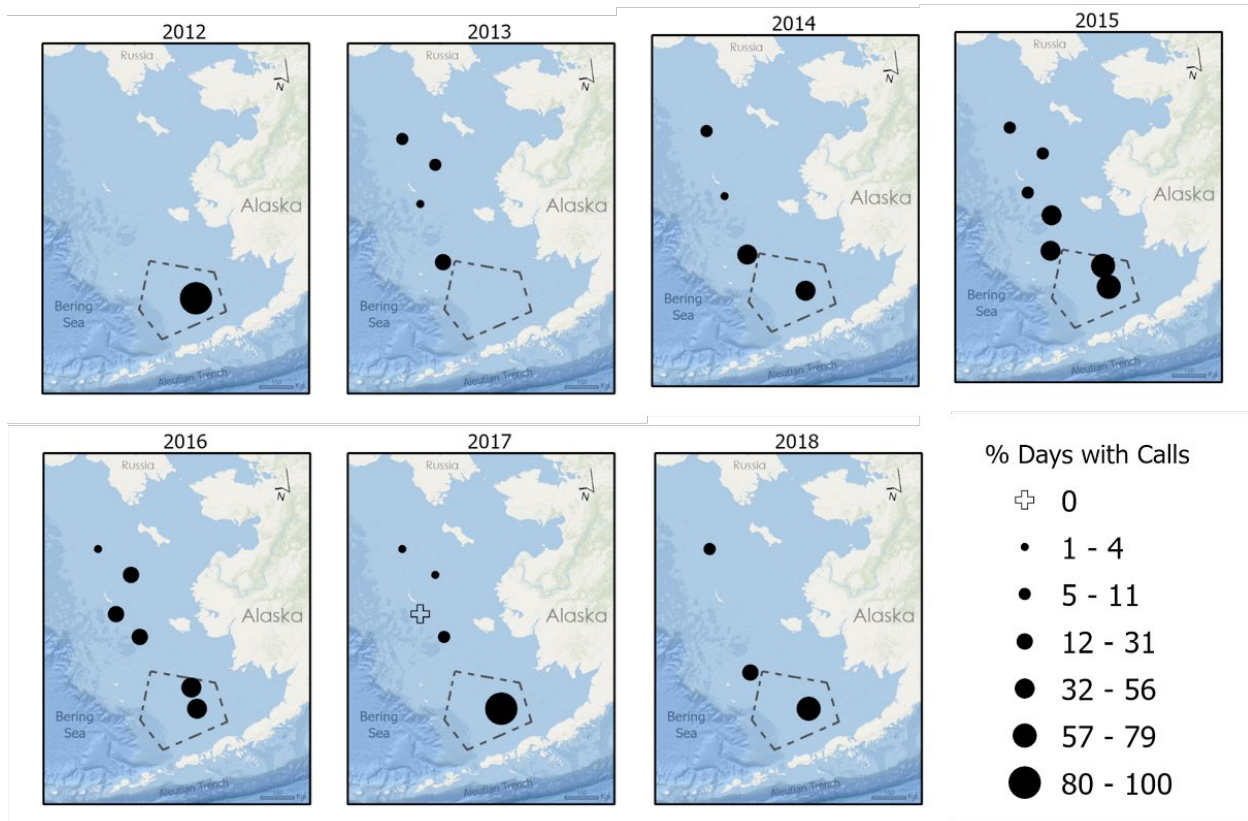 2012
2013
2014
2015
Russia
N
Alaska
Bering
Sea
Aleutian Trench
Russia
N
Alaska
Bering
Sea
Aleutian Trench
Russia
N
Alaska
Bering
Sea
Aleutian Trench
Russia
N
Alaska
Bering
Sea
Aleutian Trench
2016
2017
2018
Russia
N
Alaska
Bering
Sea
Aleutian Trench
Russia
N
Alaska
Bering
Sea
Aleutian Trench
Russia
N
Alaska
Bering
Sea
Aleutian Trench
% Days with Calls
0
1 - 4
5 - 11
12 - 31
32 - 56
57 - 79
80 - 100